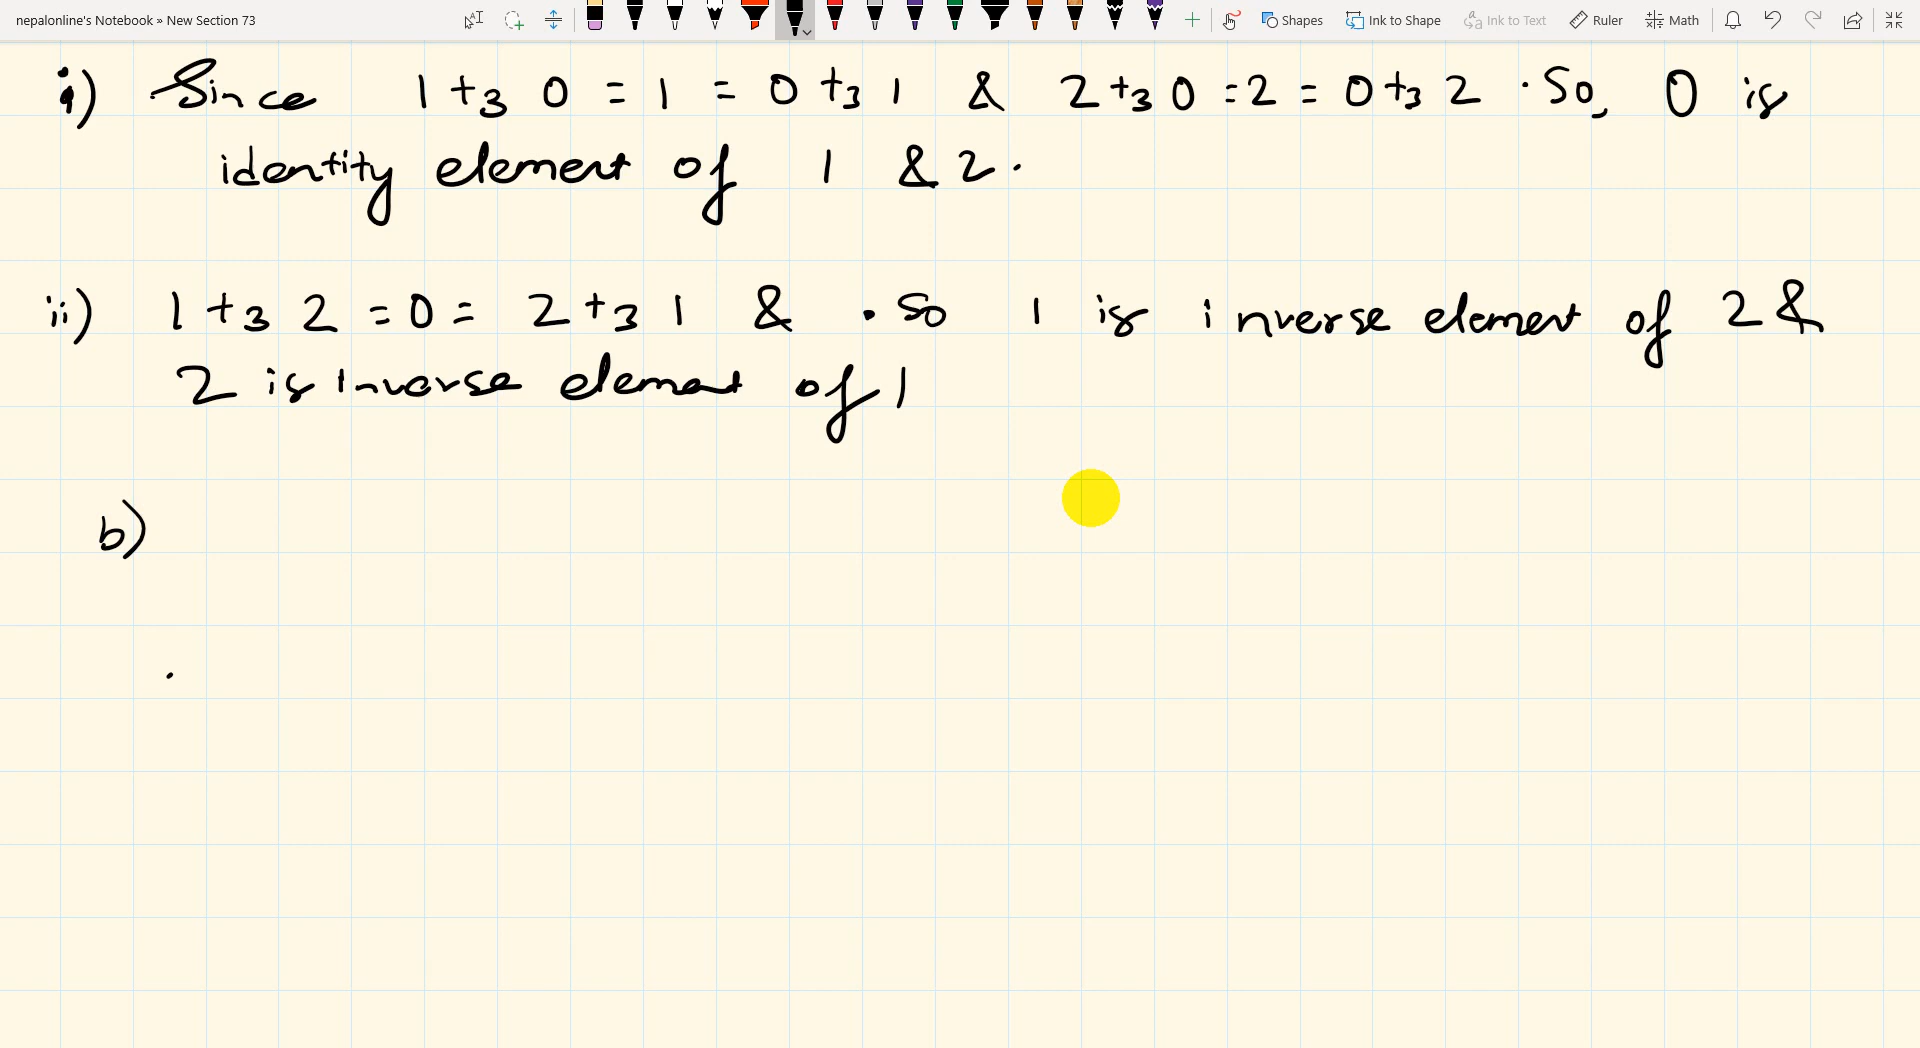 nepalonline's Notebook » New Section 73
Shapes Ink to Shape Ink to Text Ruler Math
i) Since 1 +₃ 0 = 1 = 0 +₃ 1 & 2 +₃ 0 = 2 = 0 +₃ 2 . So, 0 is
identity element of 1 & 2 .
ii) 1 +₃ 2 = 0 = 2 +₃ 1 & . So 1 is inverse element of 2 &
2 is inverse element of 1
b)